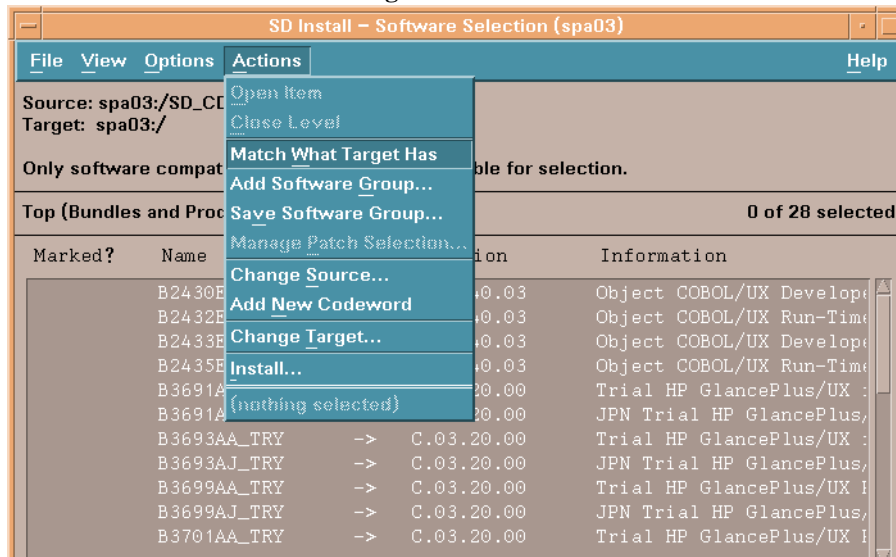 SD Install – Software Selection (spa03)
File View Options Actions Help
Source: spa03:/SD_CD
Target: spa03:/
Only software compat ble for selection.
Top (Bundles and Prod 0 of 28 selected
Open Item
Close Level
Match What Target Has
Add Software Group...
Save Software Group...
Manage Patch Selection...
Change Source...
Add New Codeword
Change Target...
Install...
(nothing selected)
Marked? Name ion Information
B2430E 40.03 Object COBOL/UX Develope
B2432E 40.03 Object COBOL/UX Run-Time
B2433E 40.03 Object COBOL/UX Develope
B2435E 40.03 Object COBOL/UX Run-Time
B3691A 20.00 Trial HP GlancePlus/UX
B3691A 20.00 JPN Trial HP GlancePlus/
B3693AA_TRY -> C.03.20.00 Trial HP GlancePlus/UX
B3693AJ_TRY -> C.03.20.00 JPN Trial HP GlancePlus/
B3699AA_TRY -> C.03.20.00 Trial HP GlancePlus/UX
B3699AJ_TRY -> C.03.20.00 JPN Trial HP GlancePlus/
B3701AA_TRY -> C.03.20.00 Trial HP GlancePlus/UX